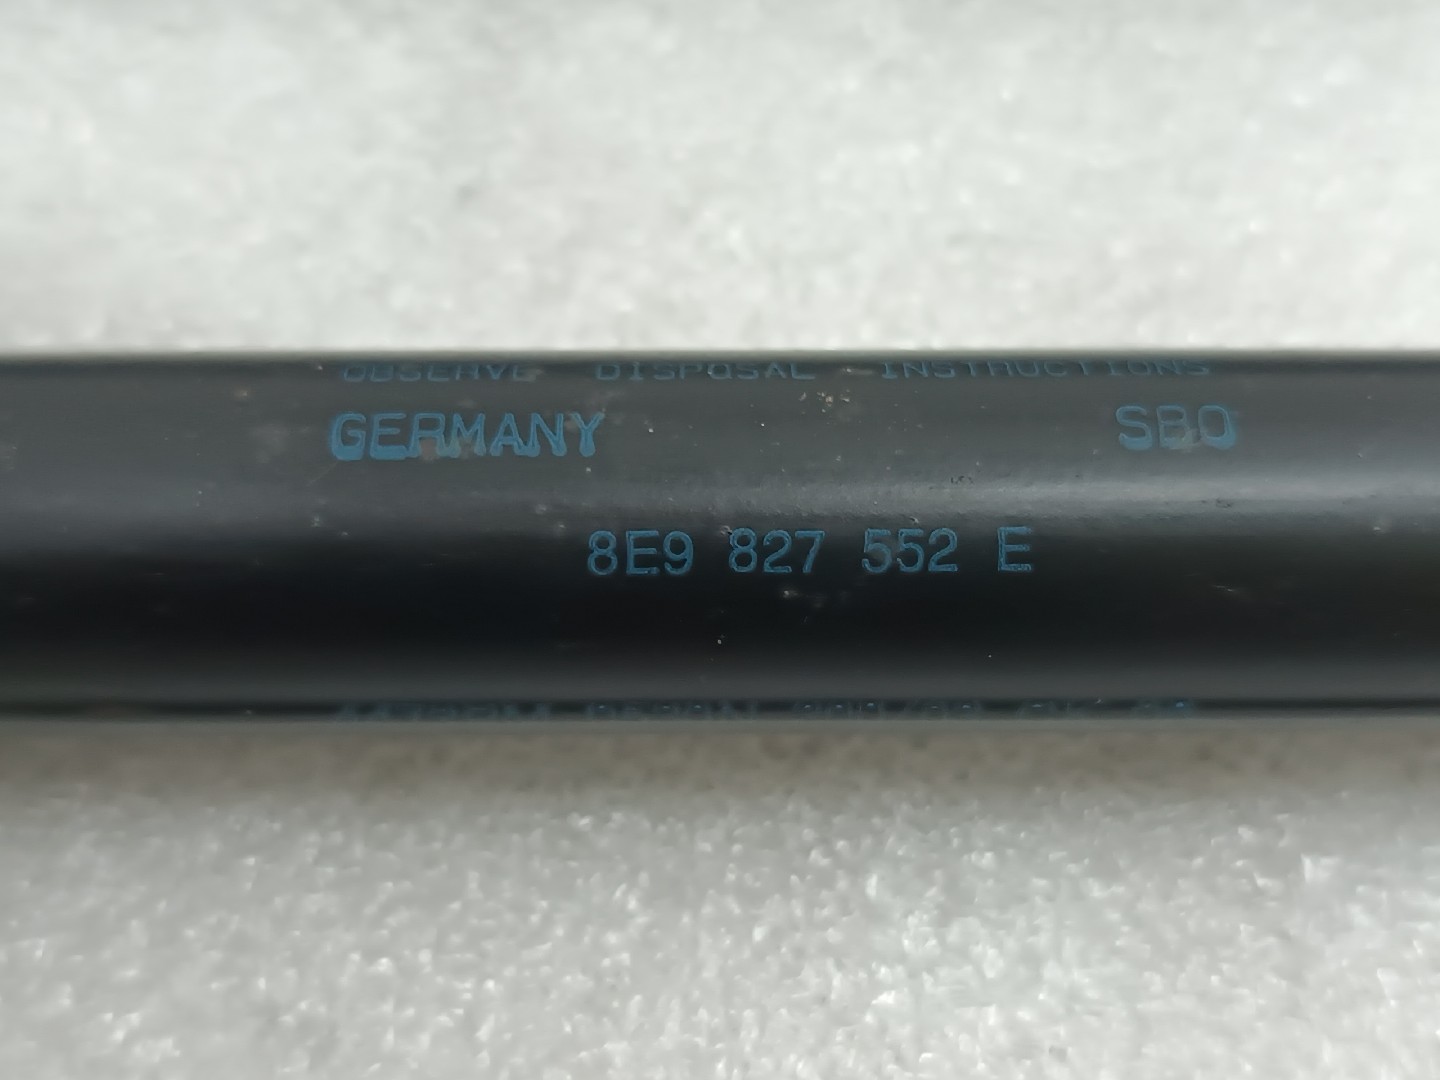 OBSERVE DISPOSAL INSTRUCTIONS
GERMANY SBO
8E9 827 552 E